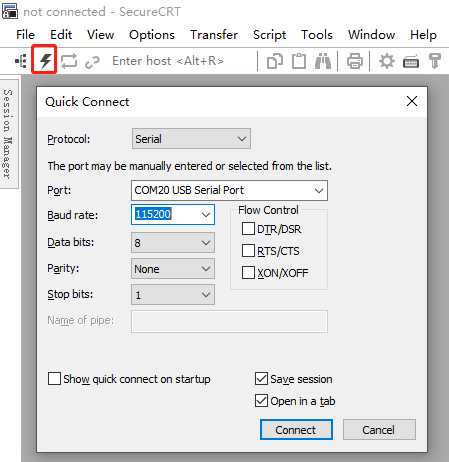 not connected - SecureCRT
File Edit View Options Transfer Script Tools Window Help
Enter host <Alt+R>
Session Manager
Quick Connect
Protocol: Serial
The port may be manually entered or selected from the list.
Port: COM20 USB Serial Port
Baud rate: 115200
Flow Control
DTR/DSR
Data bits: 8
RTS/CTS
Parity: None
XON/XOFF
Stop bits: 1
Name of pipe:
Show quick connect on startup
Save session
Open in a tab
Connect Cancel